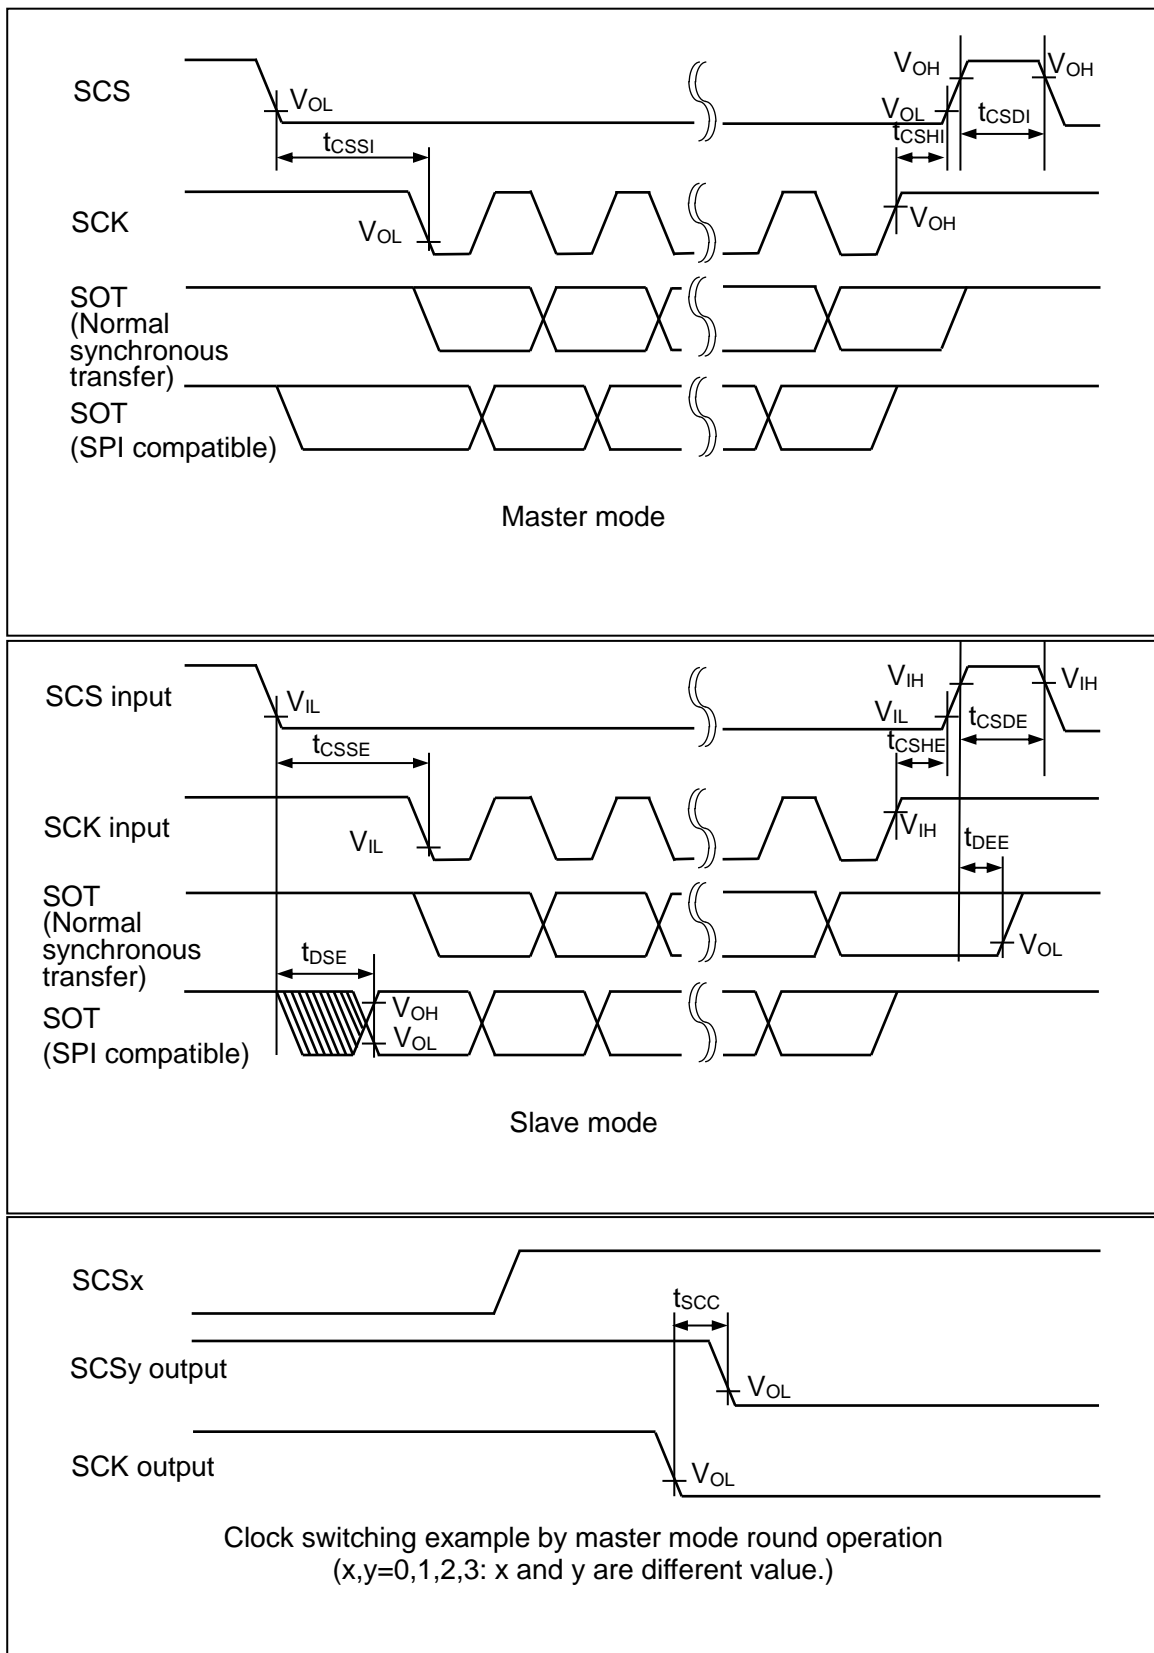 SCS
VOL
tCSSI
VOH
VOH
VOL
tCSDI
tCSHI
SCK
VOL
VOH
SOT
(Normal
synchronous
transfer)
SOT
(SPI compatible)
Master mode
SCS input
VIL
tCSSE
VIH
VIH
VIL
tCSDE
tCSHE
SCK input
VIL
VIH
tDEE
SOT
(Normal
synchronous
transfer)
tDSE
VOL
SOT
(SPI compatible)
VOH
VOL
Slave mode
SCSx
tSCC
SCSy output
VOL
SCK output
VOL
Clock switching example by master mode round operation
(x,y=0,1,2,3: x and y are different value.)